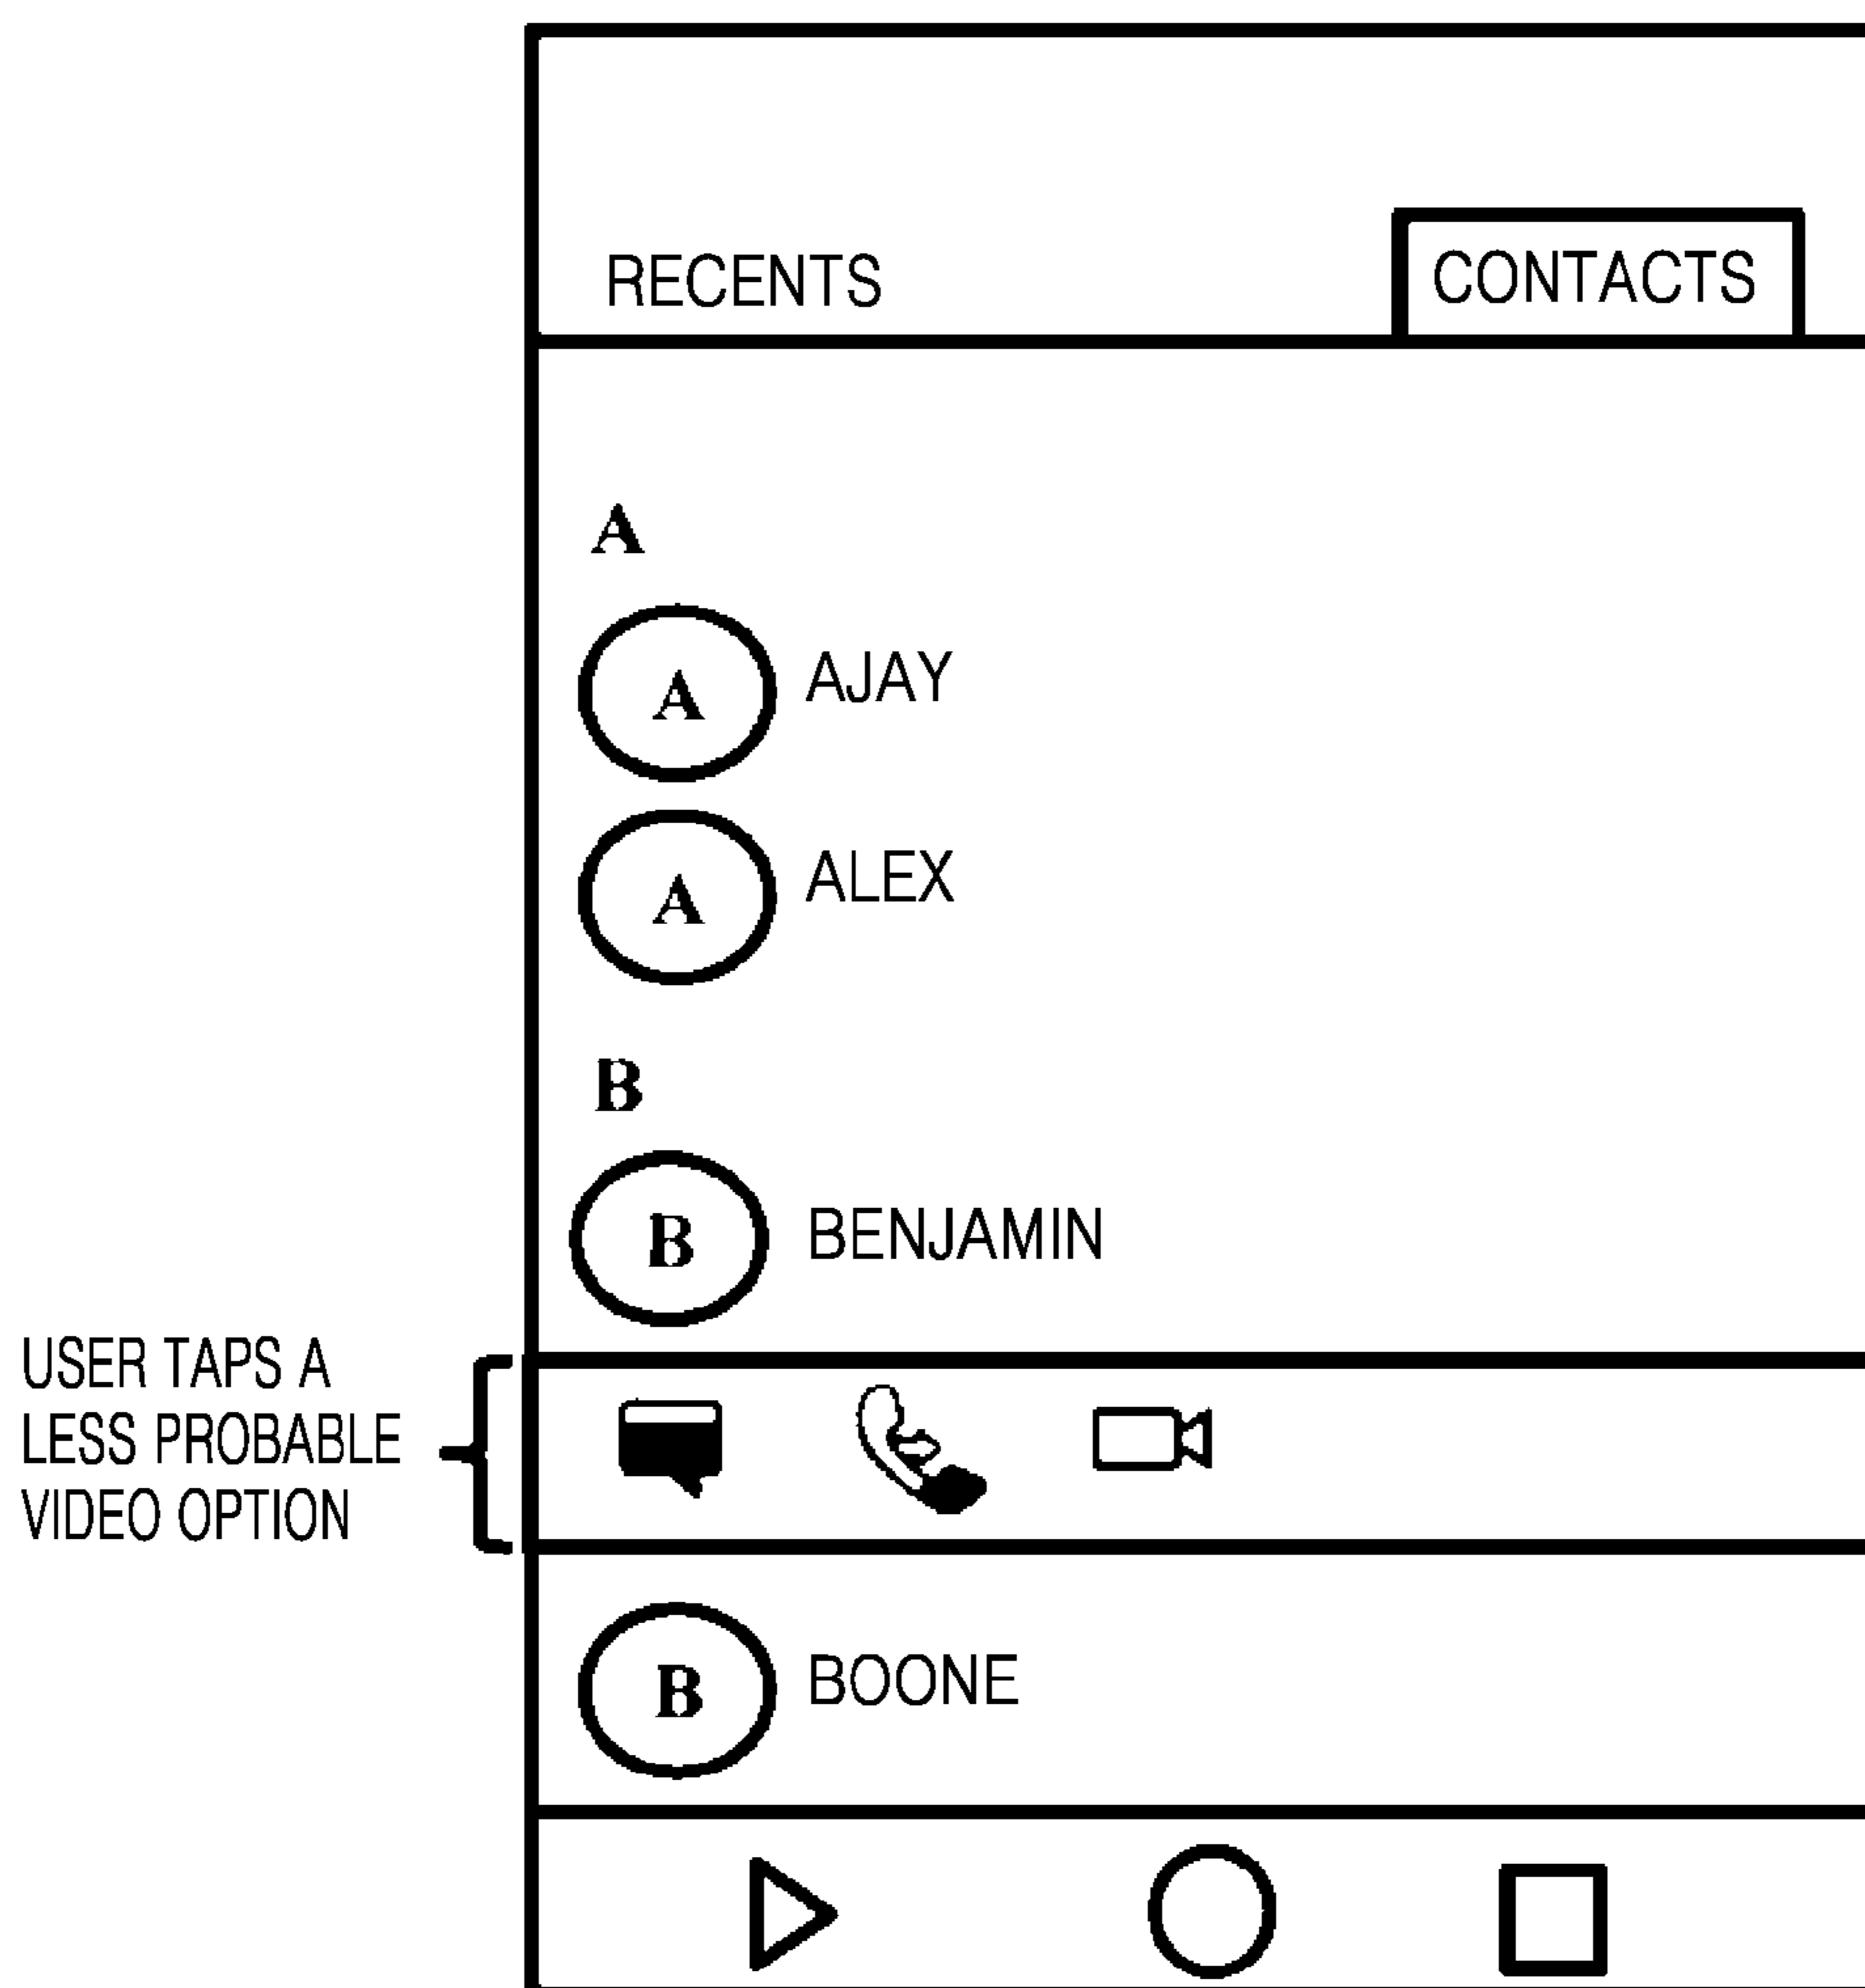 RECENTS CONTACTS
A
A AJAY
A ALEX
B
B BENJAMIN
USER TAPS A
LESS PROBABLE
VIDEO OPTION
B BOONE